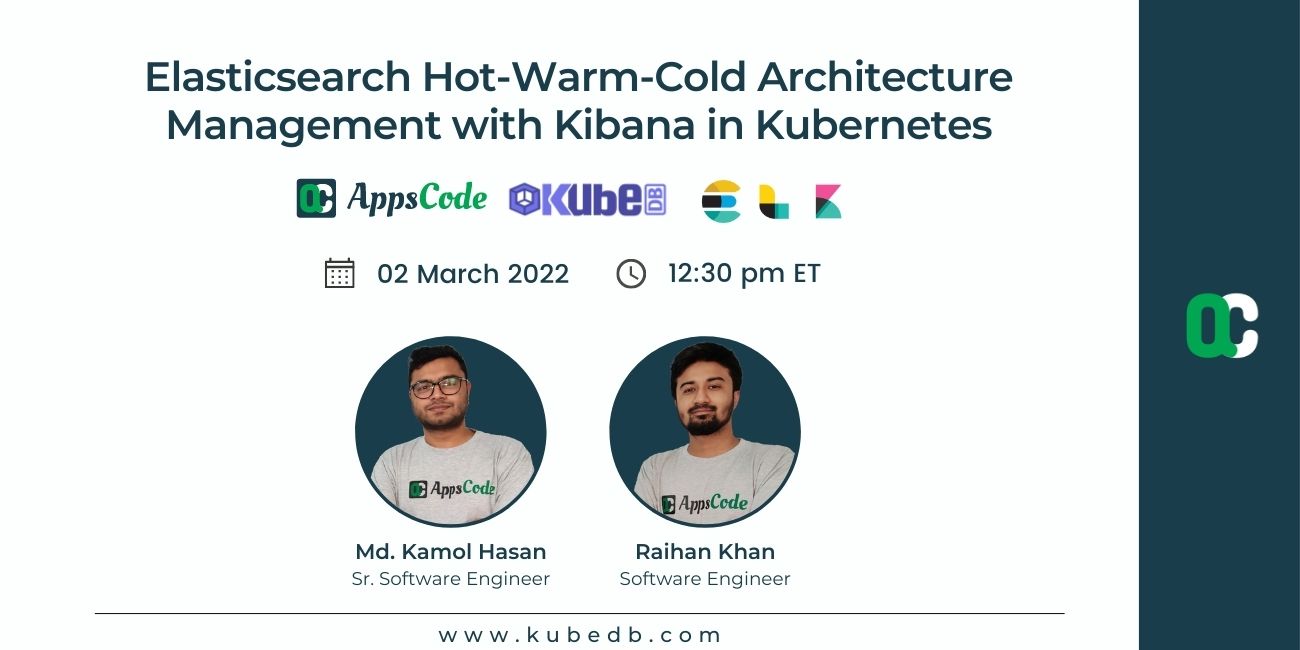 Elasticsearch Hot-Warm-Cold Architecture
Management with Kibana in Kubernetes
AppsCode KubeDB
02 March 2022 12:30 pm ET
AppsCode AppsCode
Md. Kamol Hasan Raihan Khan
Sr. Software Engineer Software Engineer
www.kubedb.com